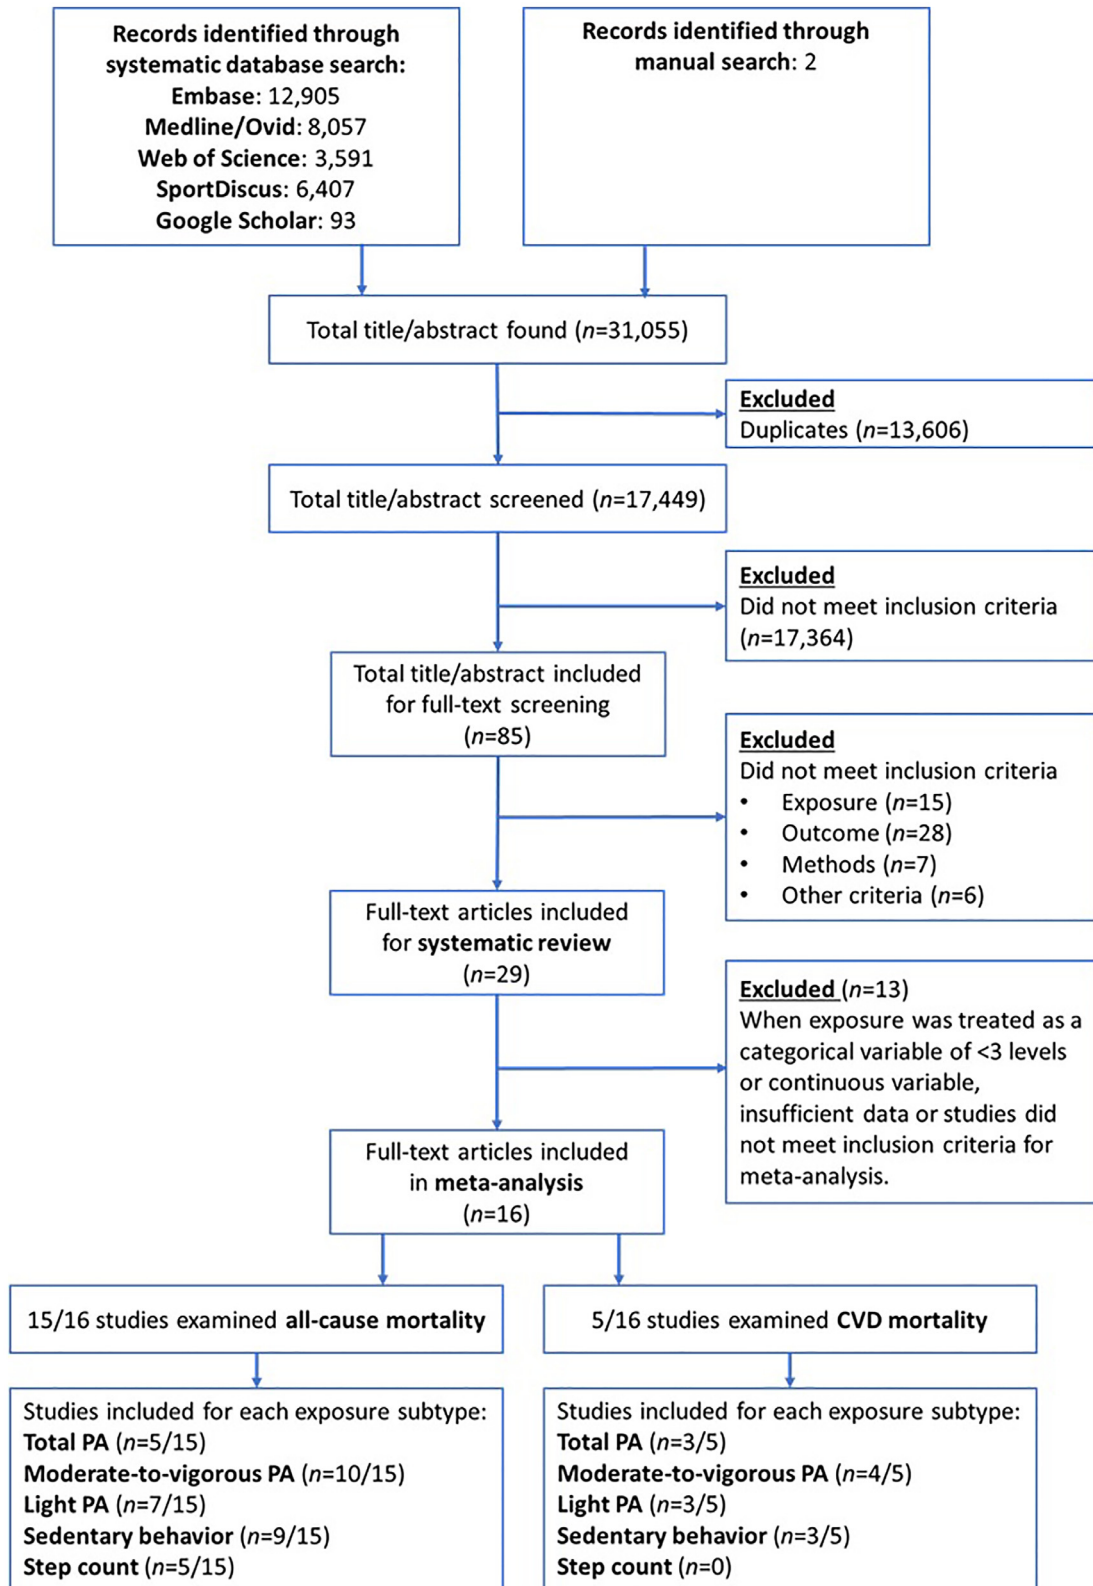 Records identified through
systematic database search:
Embase: 12,905
Medline/Ovid: 8,057
Web of Science: 3,591
SportDiscus: 6,407
Google Scholar: 93
Records identified through
manual search: 2
Total title/abstract found (n=31,055)
Excluded
Duplicates (n=13,606)
Total title/abstract screened (n=17,449)
Excluded
Did not meet inclusion criteria
(n=17,364)
Total title/abstract included
for full-text screening
(n=85)
Excluded
Did not meet inclusion criteria
• Exposure (n=15)
• Outcome (n=28)
• Methods (n=7)
• Other criteria (n=6)
Full-text articles included
for systematic review
(n=29)
Excluded (n=13)
When exposure was treated as a
categorical variable of <3 levels
or continuous variable,
insufficient data or studies did
not meet inclusion criteria for
meta-analysis.
Full-text articles included
in meta-analysis
(n=16)
15/16 studies examined all-cause mortality
5/16 studies examined CVD mortality
Studies included for each exposure subtype:
Total PA (n=5/15)
Moderate-to-vigorous PA (n=10/15)
Light PA (n=7/15)
Sedentary behavior (n=9/15)
Step count (n=5/15)
Studies included for each exposure subtype:
Total PA (n=3/5)
Moderate-to-vigorous PA (n=4/5)
Light PA (n=3/5)
Sedentary behavior (n=3/5)
Step count (n=0)